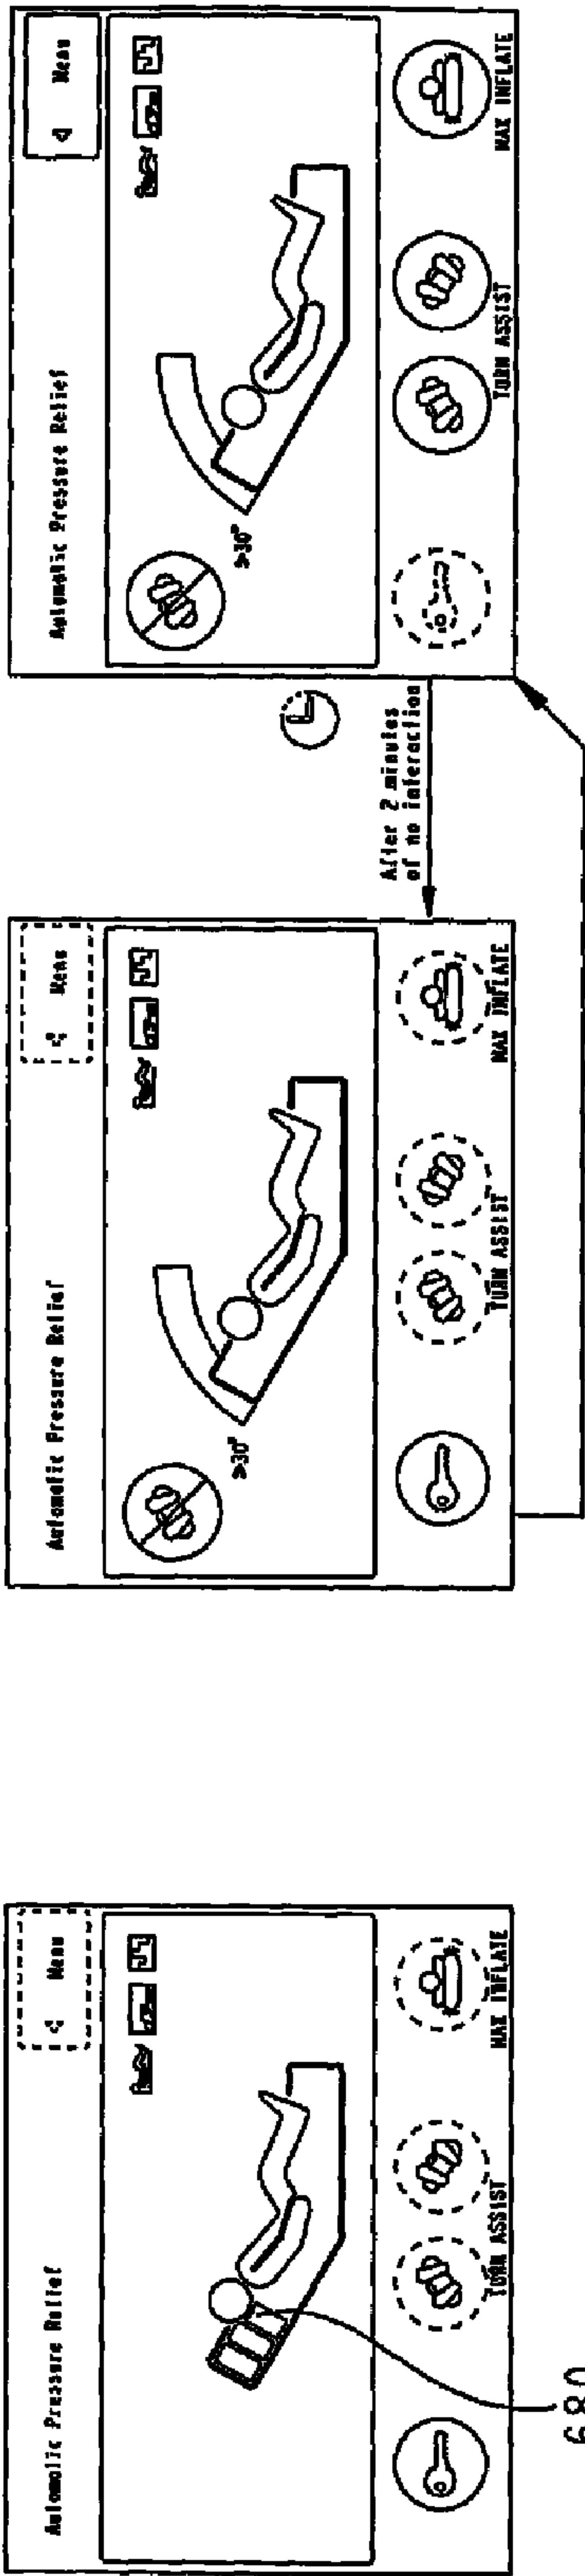 Automatic Pressure Relief
Menu
TURN ASSIST
MAX INFLATE
680
Automatic Pressure Relief
Menu
>30°
TURN ASSIST
MAX INFLATE
After 2 minutes
of no interaction
Automatic Pressure Relief
Menu
>30°
TURN ASSIST
MAX INFLATE